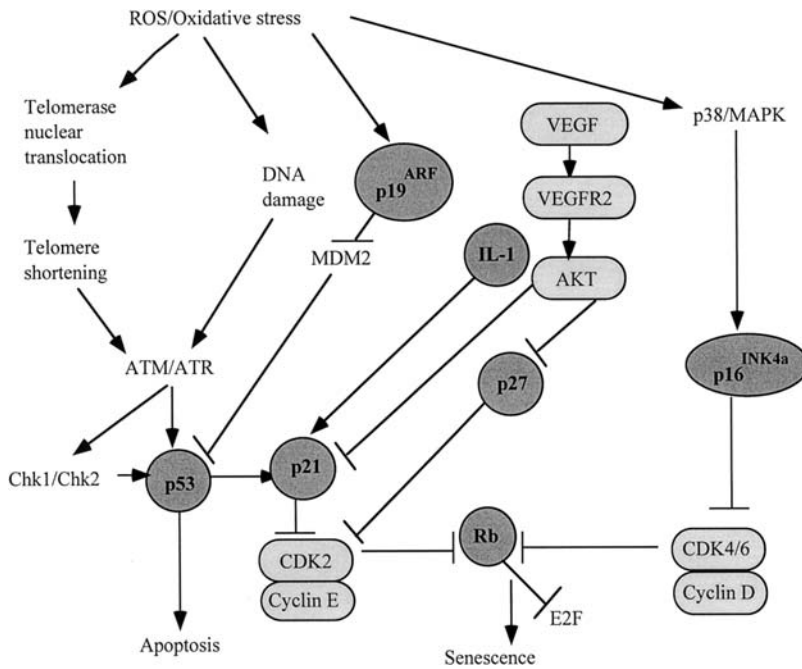 ROS/Oxidative stress
Telomerase
nuclear
translocation
VEGF
p38/MAPK
DNA
damage
p19ARF
VEGFR2
Telomere
shortening
MDM2
IL-1
AKT
ATM/ATR
p27
p16INK4a
Chk1/Chk2
p53
p21
Rb
CDK2
CDK4/6
Cyclin E
Cyclin D
E2F
Apoptosis
Senescence